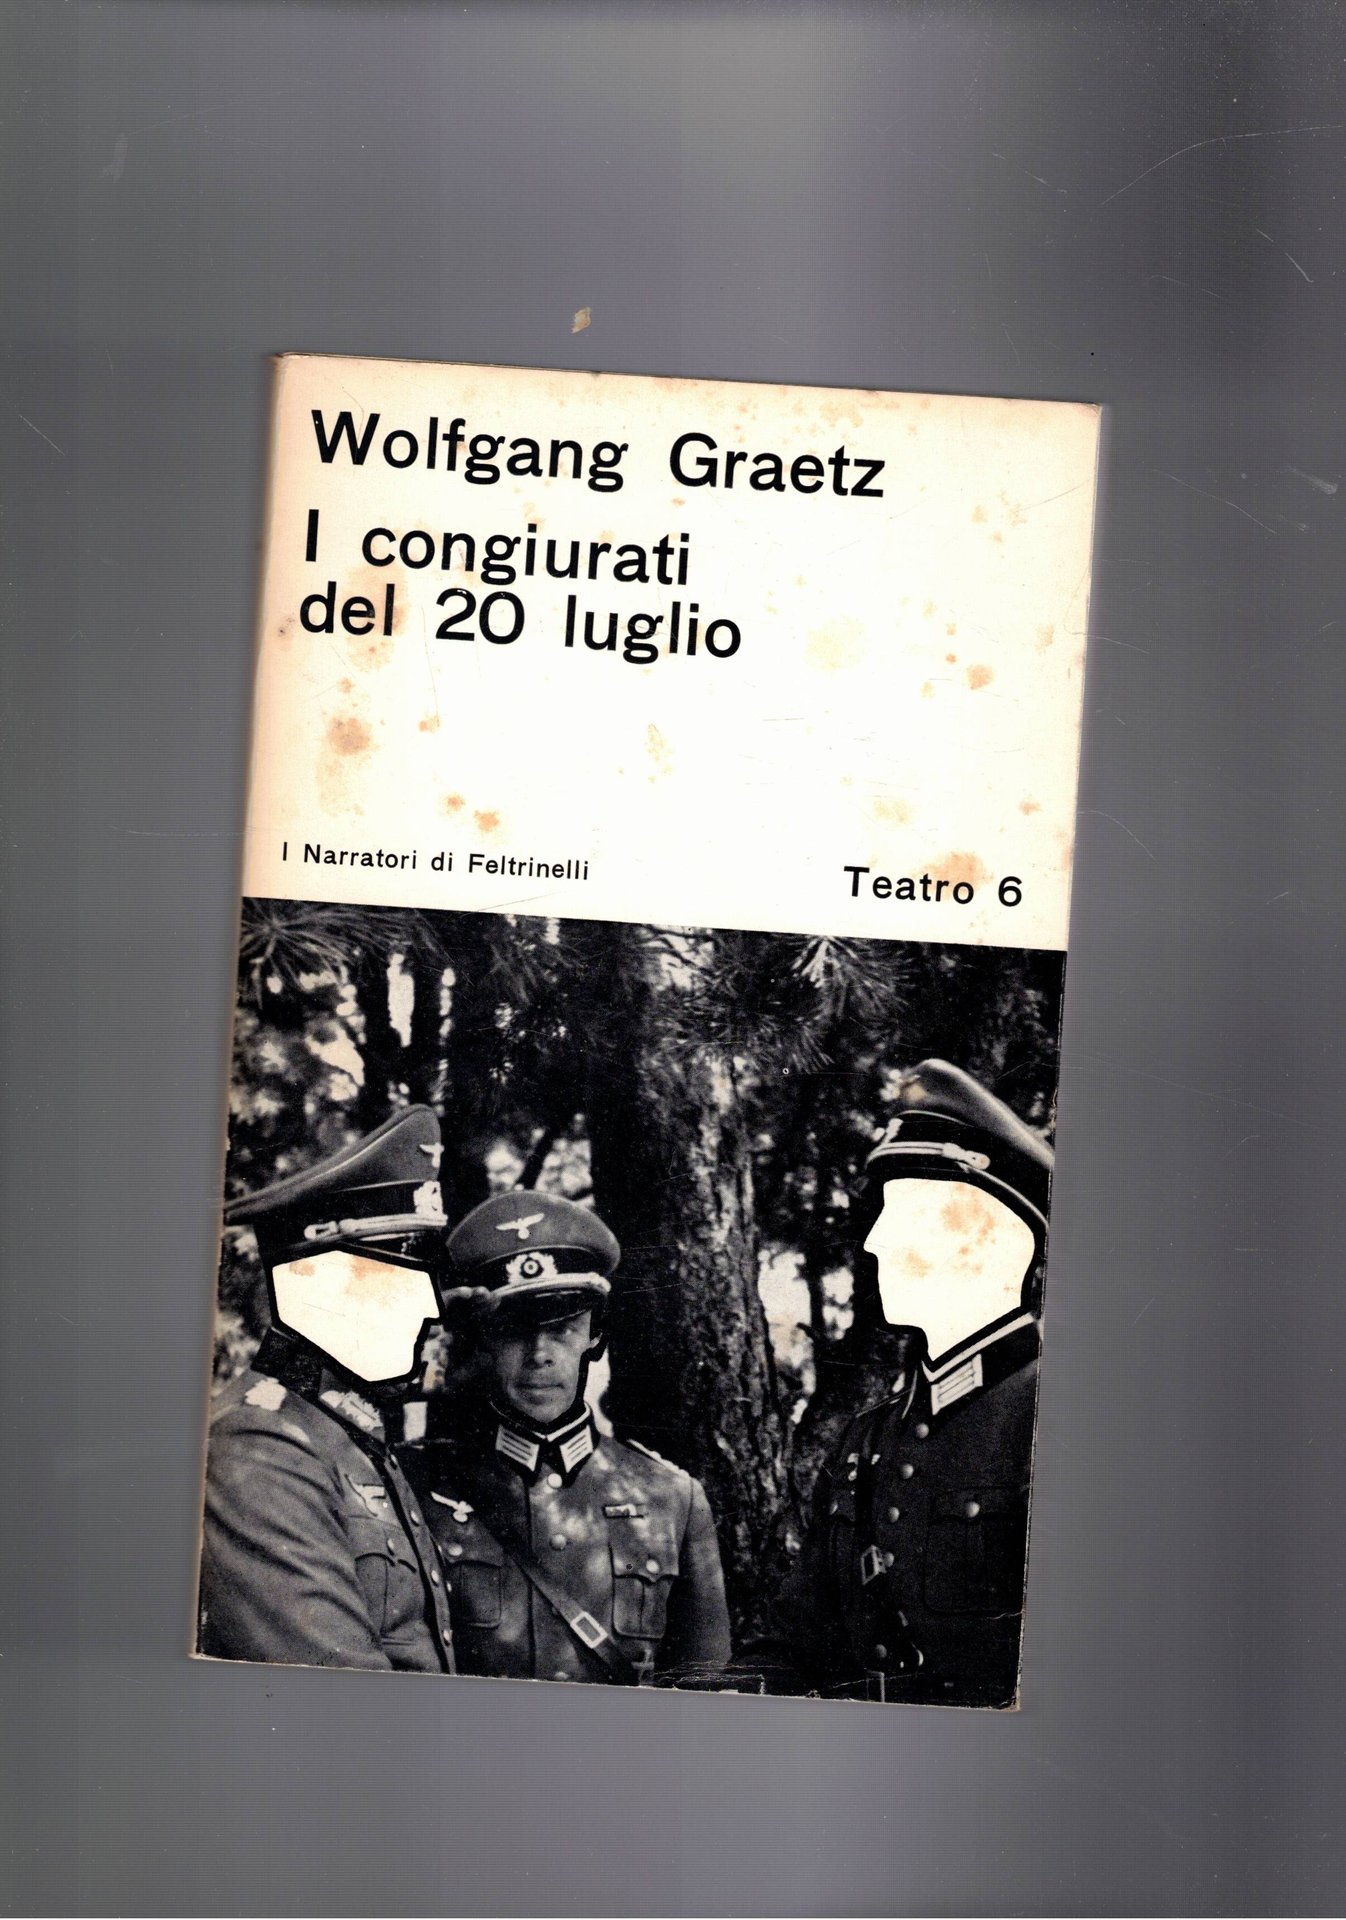 Wolfgang Graetz
I congiurati
del 20 luglio
I Narratori di Feltrinelli
Teatro 6